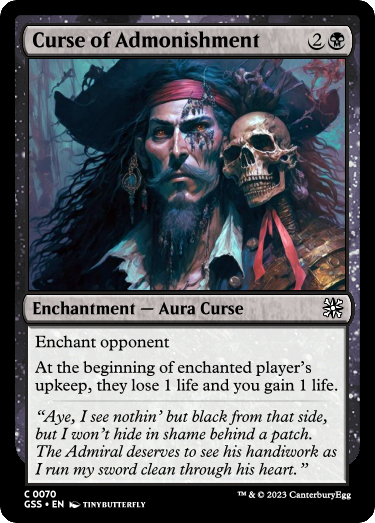 Curse of Admonishment 2
Enchantment — Aura Curse
Enchant opponent
At the beginning of enchanted player's
upkeep, they lose 1 life and you gain 1 life.
“Aye, I see nothin’ but black from that side,
but I won’t hide in shame behind a patch.
The Admiral deserves to see his handiwork as
I run my sword clean through his heart.”
C 0070
GSS • EN TINYBUTTERFLY
™ & © 2023 CanterburyEgg